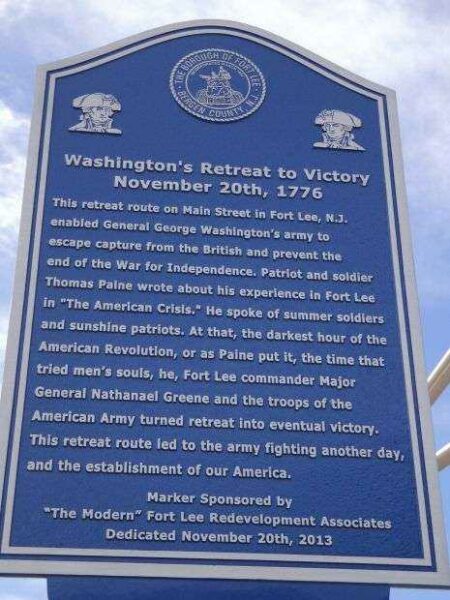 THE BOROUGH OF FORT LEE
BERGEN COUNTY, N.J.
Washington's Retreat to Victory
November 20th, 1776
This retreat route on Main Street in Fort Lee, N.J.
enabled General George Washington's army to
escape capture from the British and prevent the
end of the War for Independence. Patriot and soldier
Thomas Paine wrote about his experience in Fort Lee
in "The American Crisis." He spoke of summer soldiers
and sunshine patriots. At that, the darkest hour of the
American Revolution, or as Paine put it, the time that
tried men's souls, he, Fort Lee commander Major
General Nathanael Greene and the troops of the
American Army turned retreat into eventual victory.
This retreat route led to the army fighting another day,
and the establishment of our America.
Marker Sponsored by
"The Modern" Fort Lee Redevelopment Associates
Dedicated November 20th, 2013